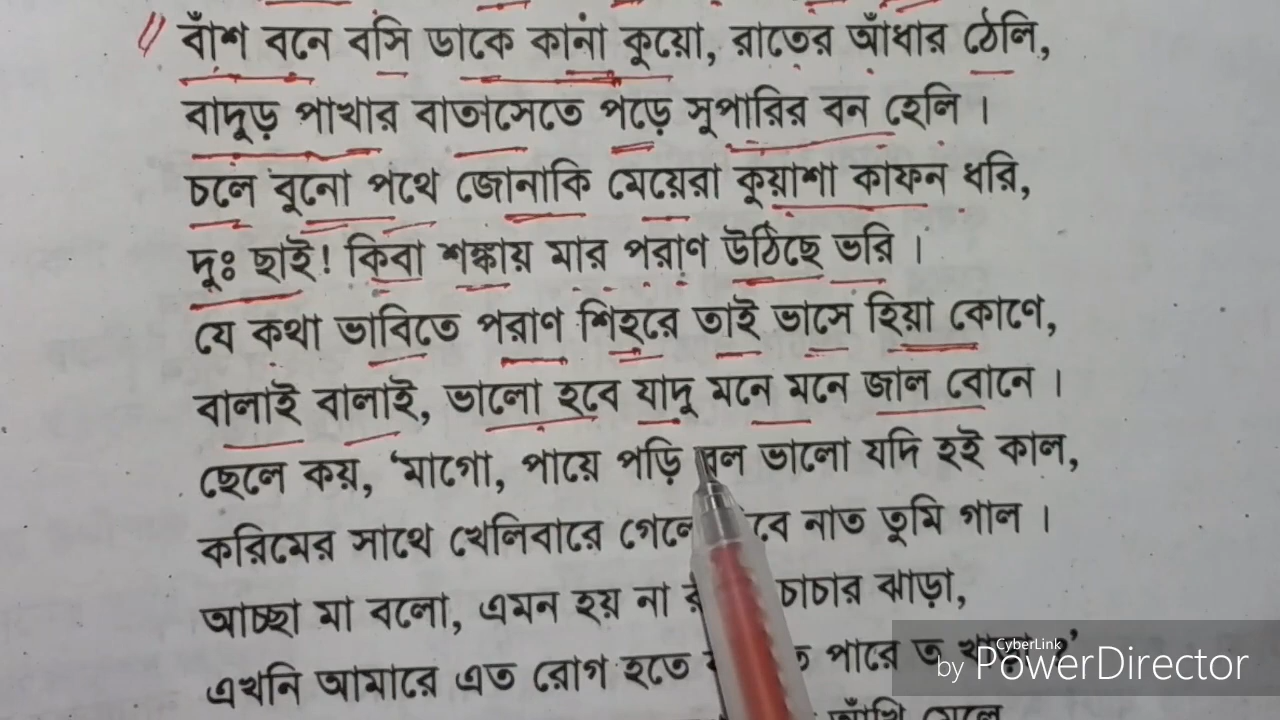 বাঁশ বনে বসি ডাকে কানা কুয়ো, রাতের আঁধার ঠেলি,
বাদুড় পাখার বাতাসেতে পড়ে সুপারির বন হেলি ।
চলে বুনো পথে জোনাকি মেয়েরা কুয়াশা কাফন ধরি,
দুঃ ছাই! কিবা শঙ্কায় মার পরাণ উঠিছে ভরি ।
যে কথা ভাবিতে পরাণ শিহরে তাই ভাসে হিয়া কোণে,
বালাই বালাই, ভালো হবে যাদু মনে মনে জাল বোনে ।
ছেলে কয়, ‘মাগো, পায়ে পড়ি বল ভালো যদি হই কাল,
করিমের সাথে খেলিবারে গেলে নাত তুমি গাল ।
আচ্ছা মা বলো, এমন হয় না চাচার ঝাড়া,
এখনি আমারে এত রোগ হতে পারে ত
আঁখি মেলে
CyberLink
by PowerDirector